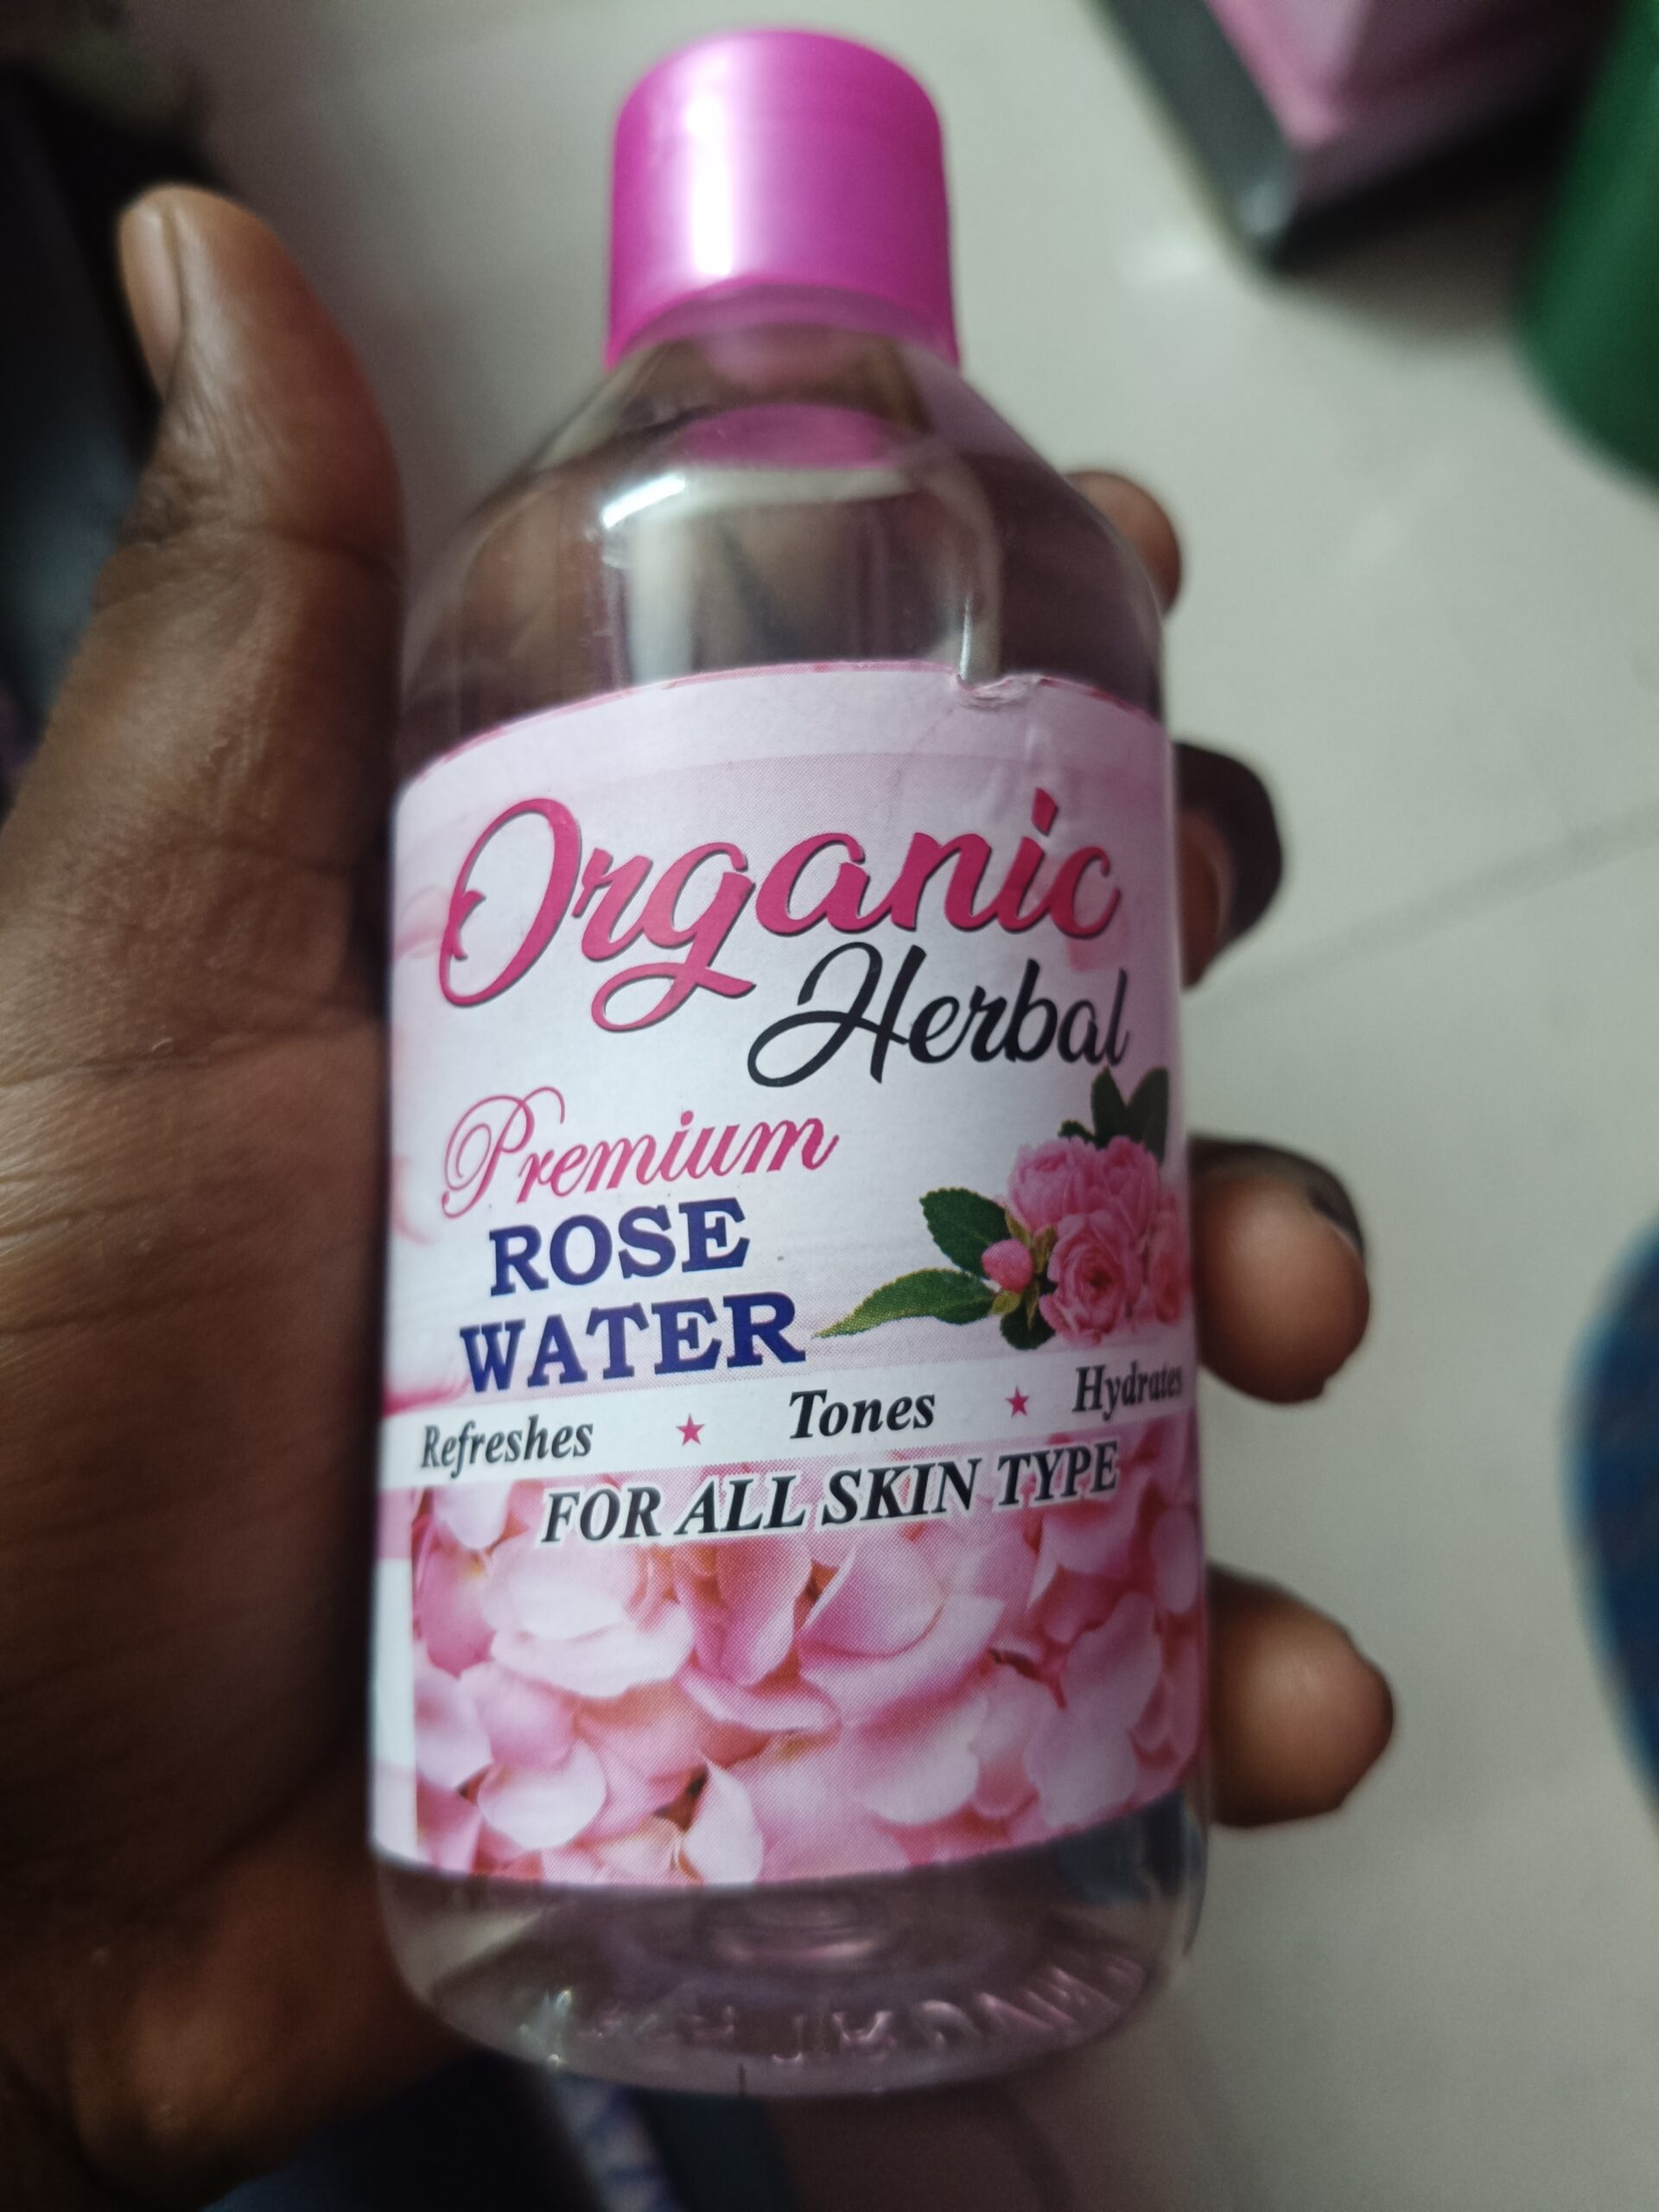 Organic
Herbal
Premium
ROSE
WATER
Refreshes ★ Tones ★ Hydrates
FOR ALL SKIN TYPE